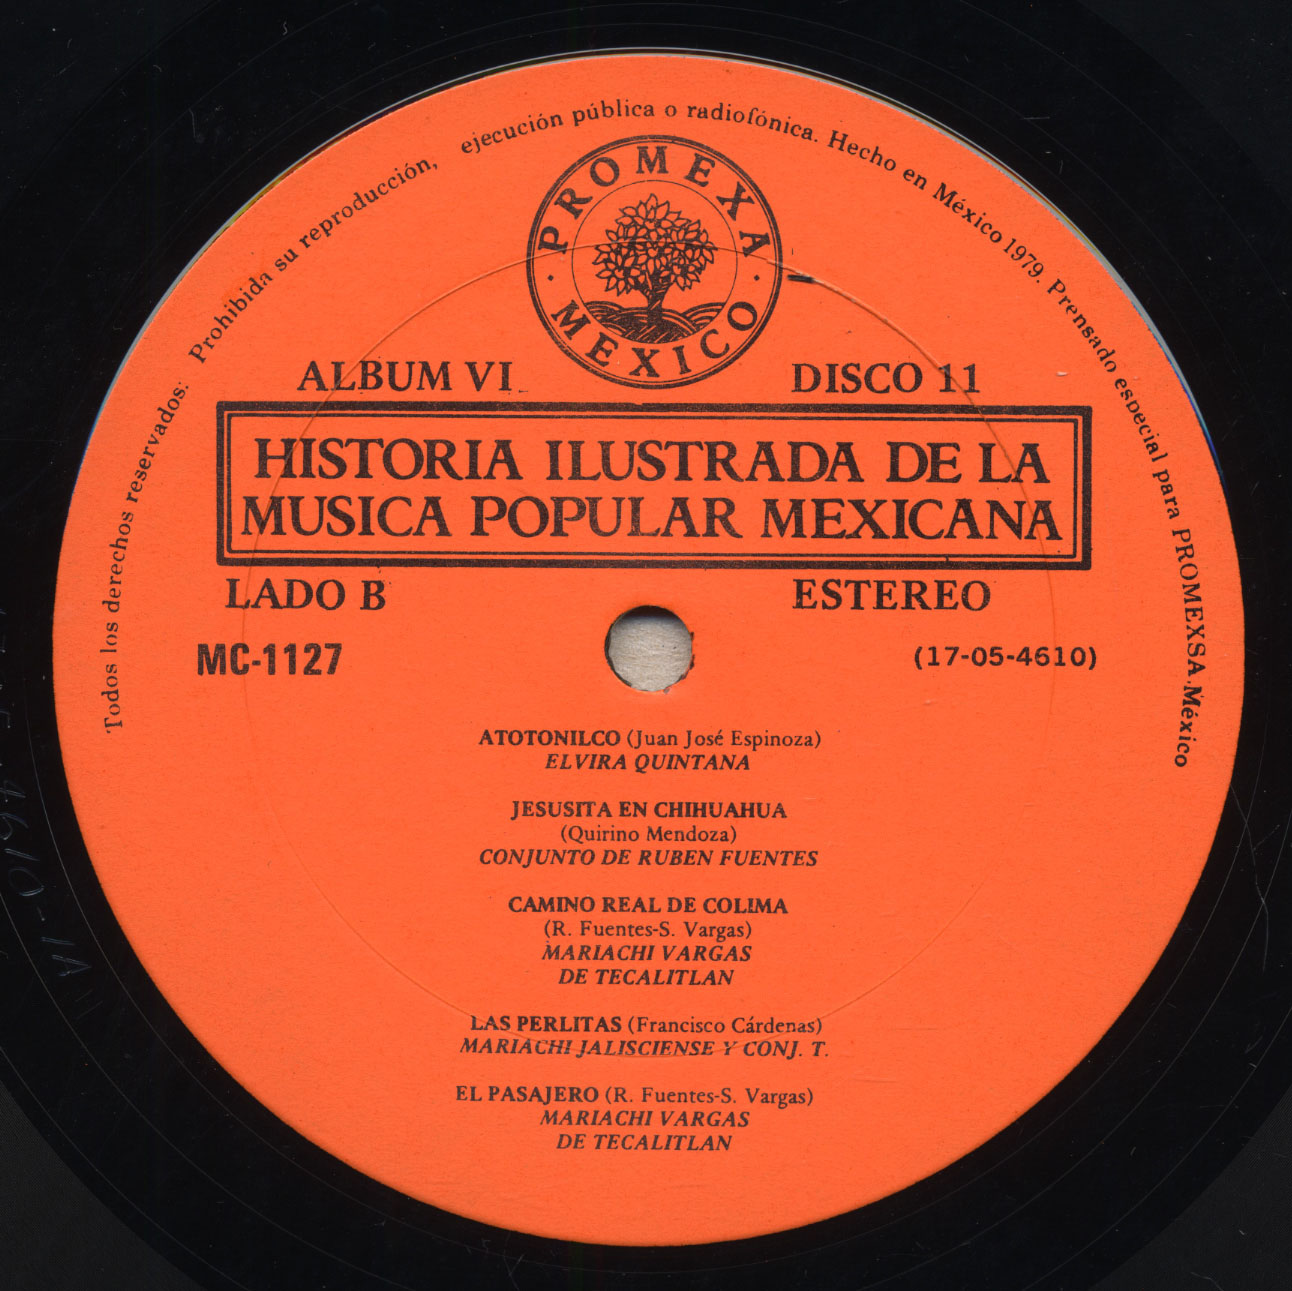 Todos los derechos reservados. Prohibida su reproducción, ejecución pública o radiofónica. Hecho en México 1979. Prensado especial para PROMEXSA, México
PROMEXA
· MEXICO ·
ALBUM VI
DISCO 11
HISTORIA ILUSTRADA DE LA
MUSICA POPULAR MEXICANA
LADO B
ESTEREO
MC-1127
(17-05-4610)
ATOTONILCO (Juan José Espinoza)
ELVIRA QUINTANA
JESUSITA EN CHIHUAHUA
(Quirino Mendoza)
CONJUNTO DE RUBEN FUENTES
CAMINO REAL DE COLIMA
(R. Fuentes-S. Vargas)
MARIACHI VARGAS
DE TECALITLAN
LAS PERLITAS (Francisco Cárdenas)
MARIACHI JALISCIENSE Y CONJ. T.
EL PASAJERO (R. Fuentes-S. Vargas)
MARIACHI VARGAS
DE TECALITLAN